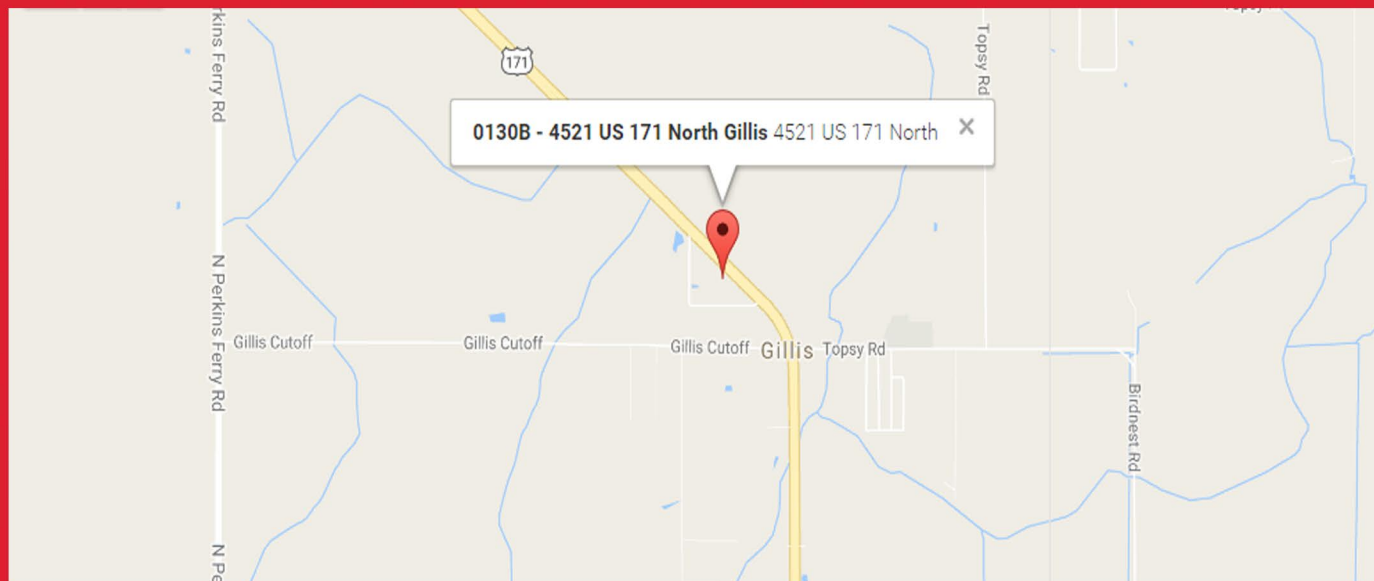 rkins Ferry Rd
Topsy Rd
171
0130B - 4521 US 171 North Gillis 4521 US 171 North ×
N Perkins Ferry Rd
Gillis Cutoff
Gillis Cutoff
Gillis Cutoff
Gillis
Topsy Rd
Birdnest Rd
N Pe